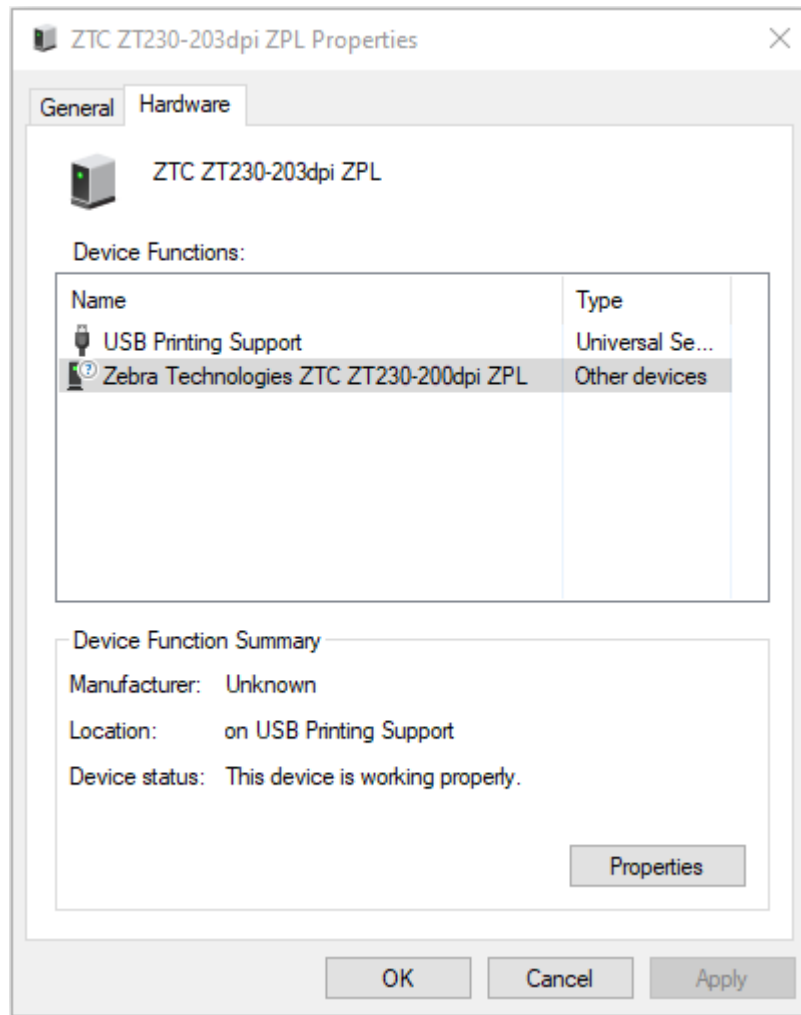 ZTC ZT230-203dpi ZPL Properties
General Hardware
ZTC ZT230-203dpi ZPL
Device Functions:
Name Type
USB Printing Support Universal Se...
Zebra Technologies ZTC ZT230-200dpi ZPL Other devices
Device Function Summary
Manufacturer: Unknown
Location: on USB Printing Support
Device status: This device is working properly.
Properties
OK Cancel Apply